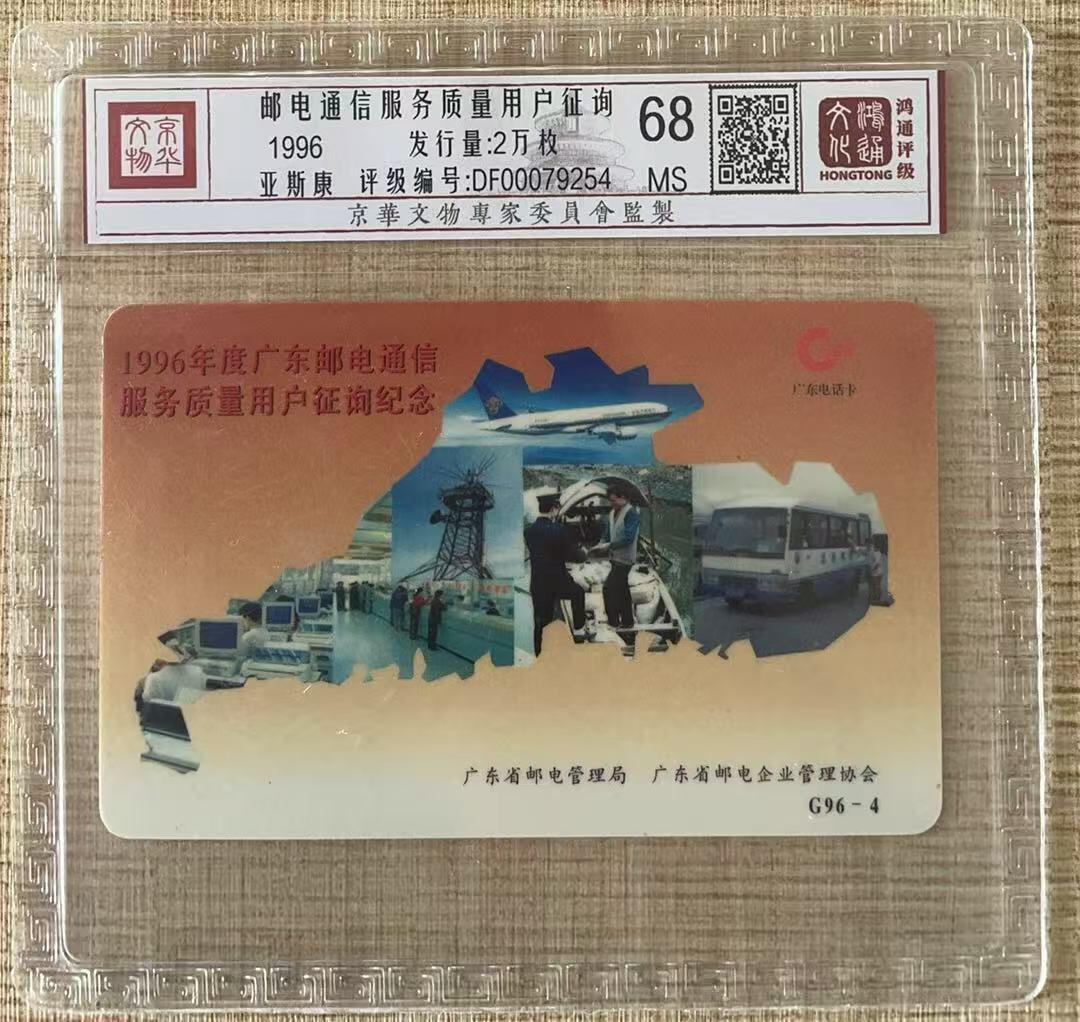 京华文物
邮电通信服务质量用户征询
1996 发行量:2万枚
亚斯康 评级编号:DF00079254
68
MS
鸿通文化
HONGTONG
鸿通评级
京華文物專家委員會監製
1996年度广东邮电通信
服务质量用户征询纪念
广东电话卡
广东省邮电管理局 广东省邮电企业管理协会
G96-4